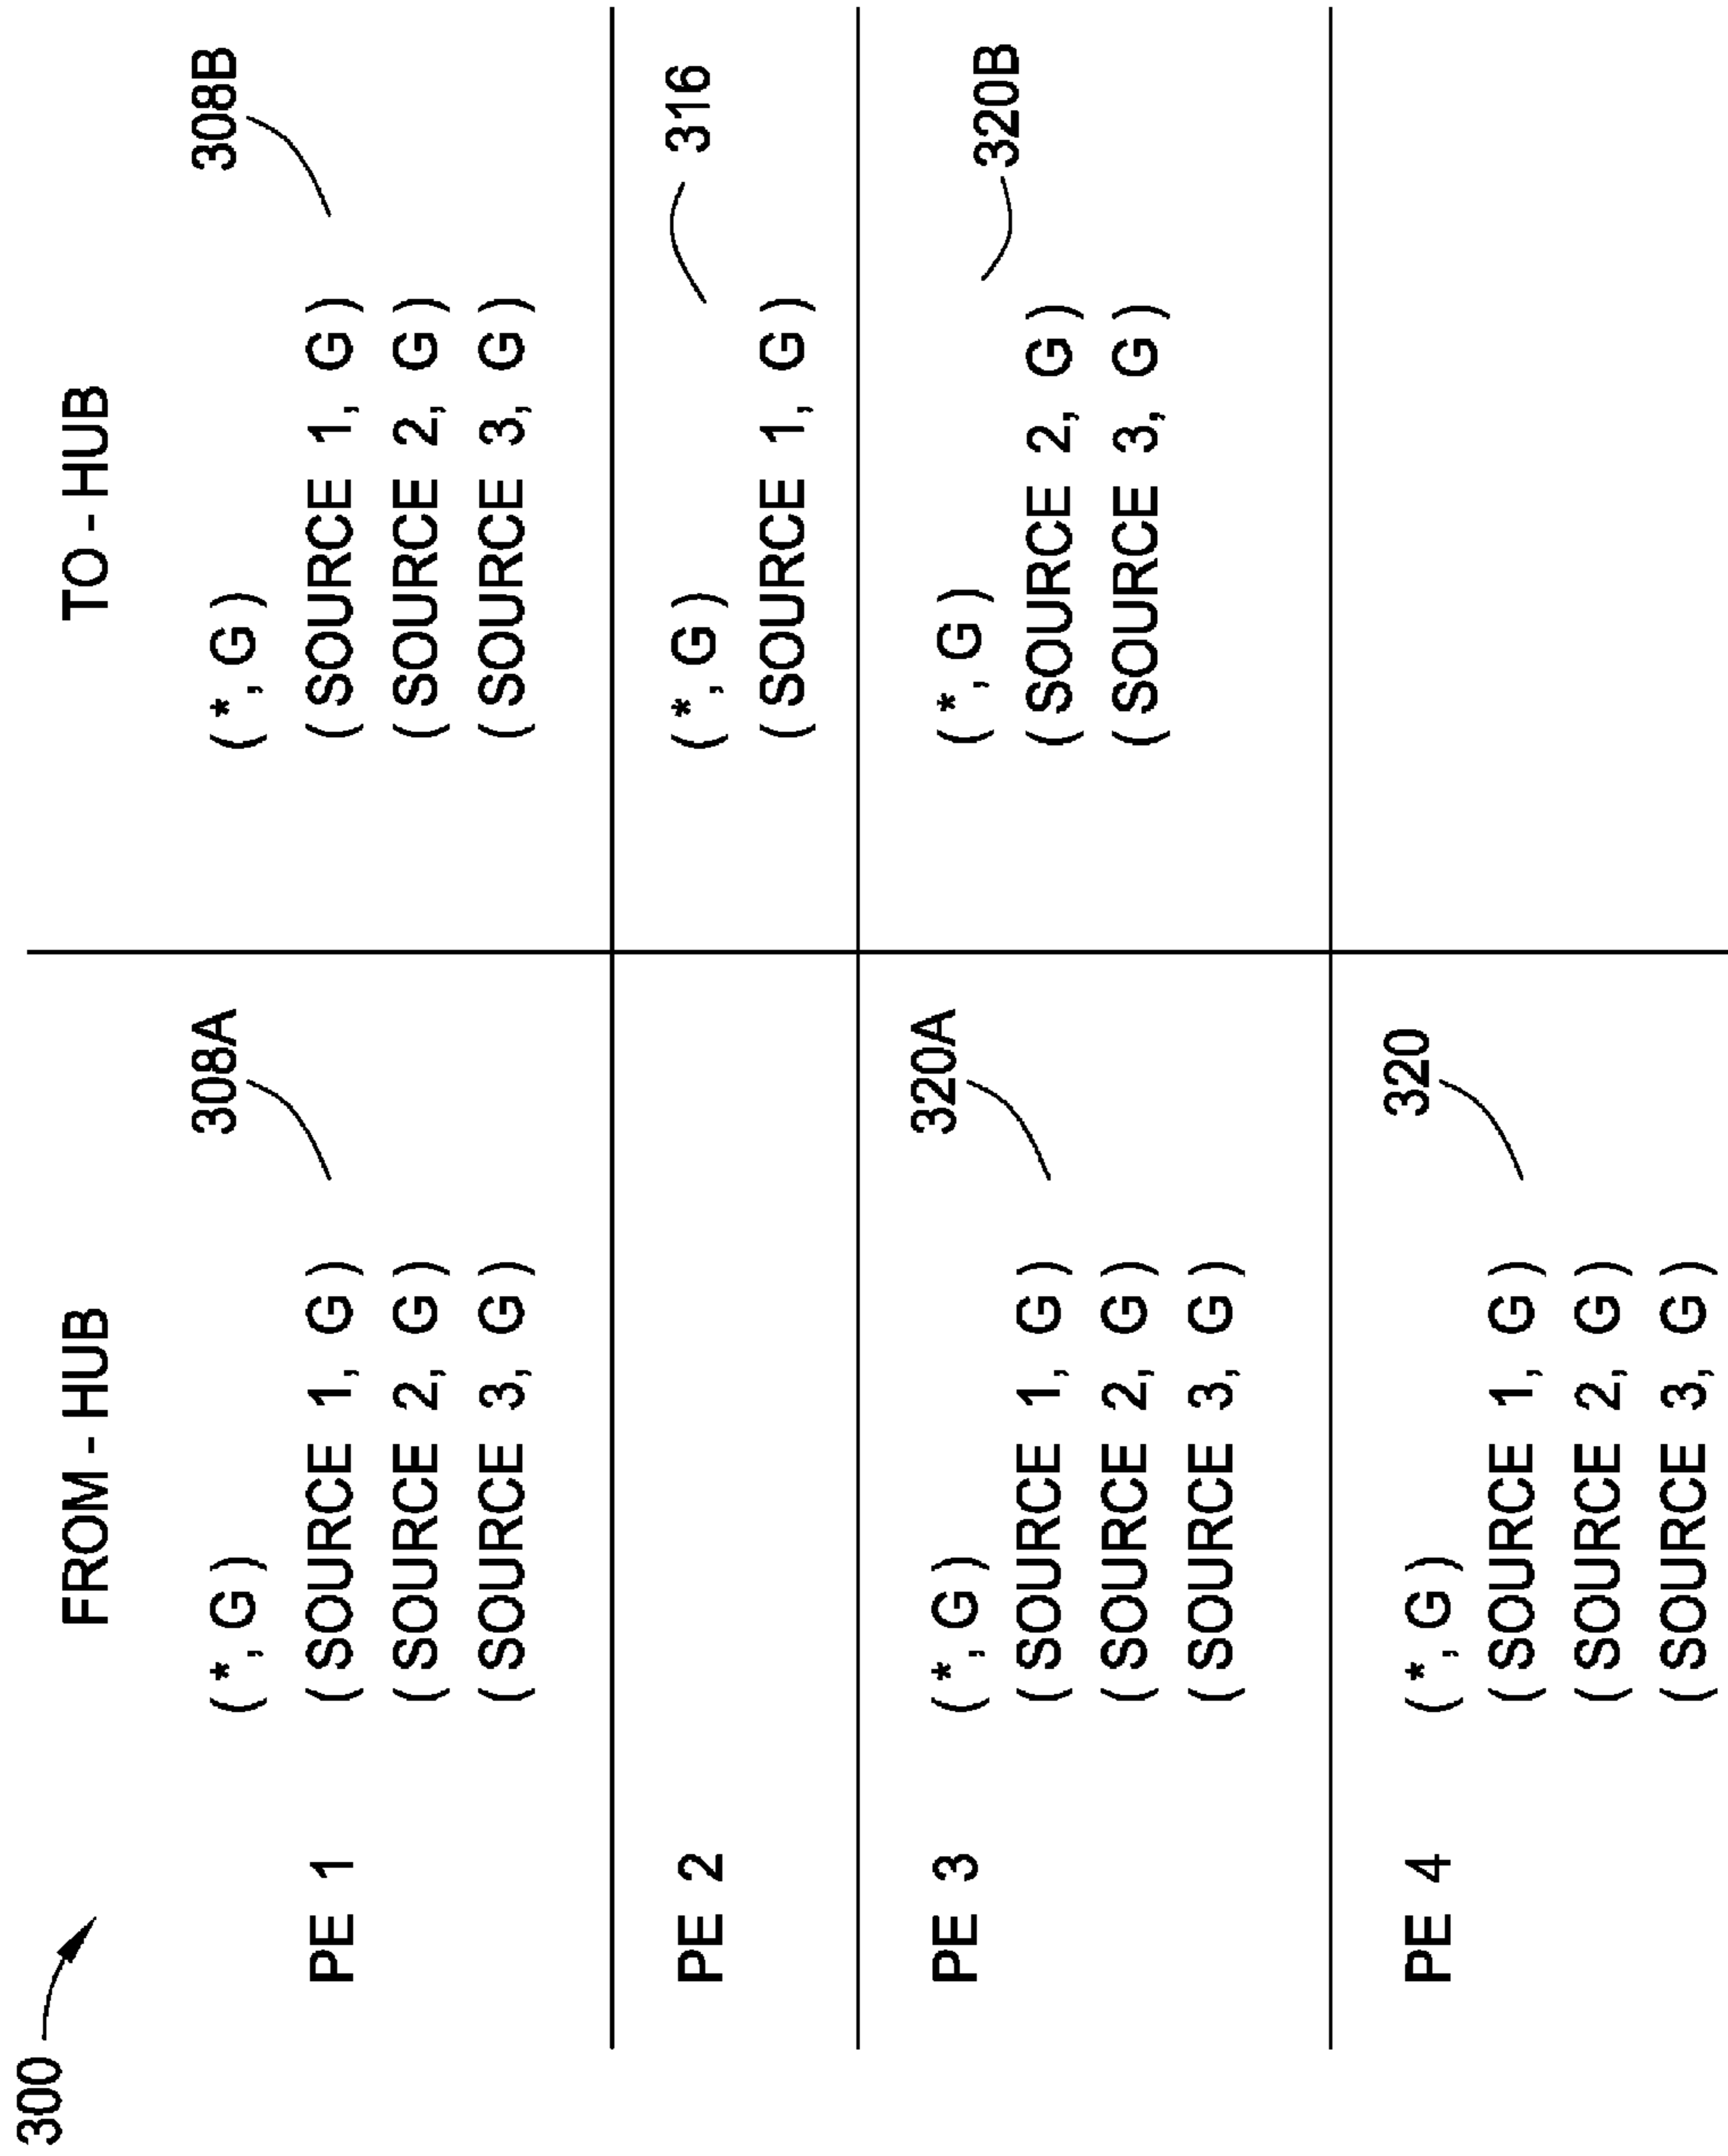 300
FROM - HUB
TO - HUB
PE 1
308A
(*, G)
(SOURCE 1, G)
(SOURCE 2, G)
(SOURCE 3, G)
308B
(*, G)
(SOURCE 1, G)
(SOURCE 2, G)
(SOURCE 3, G)
PE 2
316
(*, G)
(SOURCE 1, G)
PE 3
320A
(*, G)
(SOURCE 1, G)
(SOURCE 2, G)
(SOURCE 3, G)
320B
(*, G)
(SOURCE 2, G)
(SOURCE 3, G)
PE 4
320
(*, G)
(SOURCE 1, G)
(SOURCE 2, G)
(SOURCE 3, G)